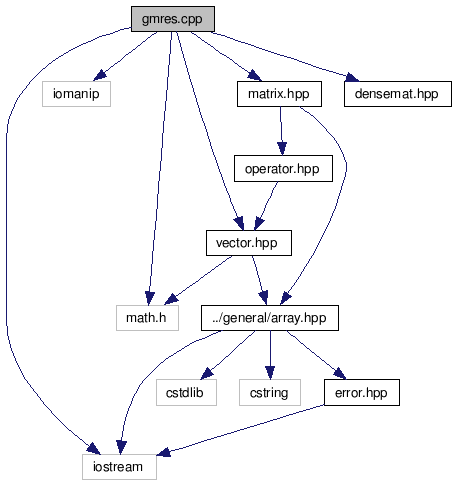 gmres.cpp
iomanip
matrix.hpp
densemat.hpp
operator.hpp
vector.hpp
math.h
../general/array.hpp
cstdlib
cstring
error.hpp
iostream